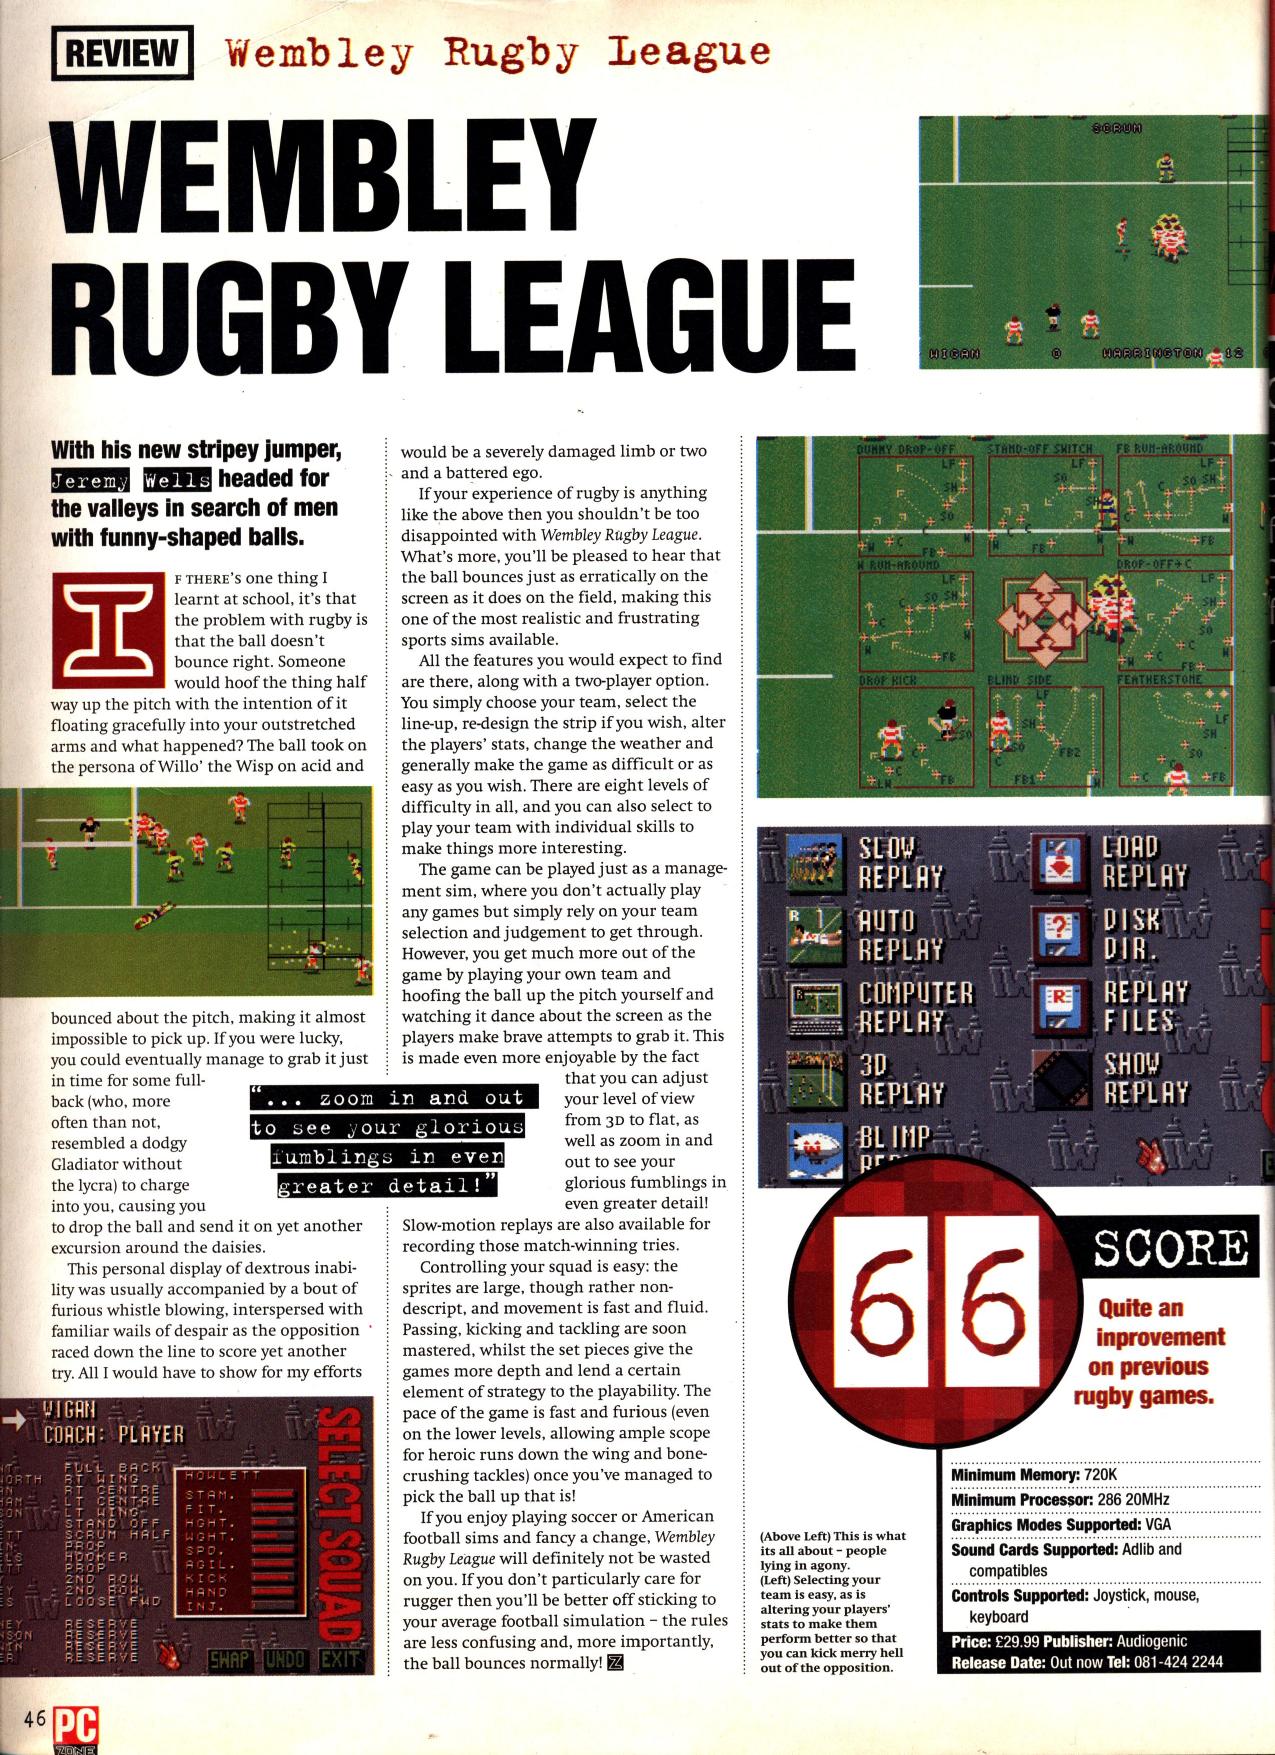 REVIEW Wembley Rugby League
WEMBLEY
RUGBY LEAGUE
SCRUM
WIGAN 0 WARRINGTON 12
With his new stripey jumper,
Jeremy Wells headed for
the valleys in search of men
with funny-shaped balls.
IF THERE'S one thing I
learnt at school, it's that
the problem with rugby is
that the ball doesn't
bounce right. Someone
would hoof the thing half
way up the pitch with the intention of it
floating gracefully into your outstretched
arms and what happened? The ball took on
the persona of Willo' the Wisp on acid and
bounced about the pitch, making it almost
impossible to pick up. If you were lucky,
you could eventually manage to grab it just
in time for some full-
back (who, more
often than not,
resembled a dodgy
Gladiator without
the lycra) to charge
into you, causing you
to drop the ball and send it on yet another
excursion around the daisies.
This personal display of dextrous inabi-
lity was usually accompanied by a bout of
furious whistle blowing, interspersed with
familiar wails of despair as the opposition
raced down the line to score yet another
try. All I would have to show for my efforts
WIGAN
COACH: PLAYER
FULL BACK
RT WING
RT CENTRE
LT CENTRE
LT WING
STAND OFF
SCRUM HALF
PROP
HOOKER
PROP
2ND ROW
2ND ROW
LOOSE FWD
RESERVE
RESERVE
RESERVE
RESERVE
HOWLETT
STAM.
FIT.
HGHT.
WGHT.
SPD.
AGIL.
KICK
HAND
INJ.
SELECT SQUAD
SWAP UNDO EXIT
would be a severely damaged limb or two
and a battered ego.
If your experience of rugby is anything
like the above then you shouldn't be too
disappointed with Wembley Rugby League.
What's more, you'll be pleased to hear that
the ball bounces just as erratically on the
screen as it does on the field, making this
one of the most realistic and frustrating
sports sims available.
All the features you would expect to find
are there, along with a two-player option.
You simply choose your team, select the
line-up, re-design the strip if you wish, alter
the players' stats, change the weather and
generally make the game as difficult or as
easy as you wish. There are eight levels of
difficulty in all, and you can also select to
play your team with individual skills to
make things more interesting.
The game can be played just as a manage-
ment sim, where you don't actually play
any games but simply rely on your team
selection and judgement to get through.
However, you get much more out of the
game by playing your own team and
hoofing the ball up the pitch yourself and
watching it dance about the screen as the
players make brave attempts to grab it. This
is made even more enjoyable by the fact
that you can adjust
your level of view
from 3D to flat, as
well as zoom in and
out to see your
glorious fumblings in
even greater detail!
"... zoom in and out
to see your glorious
fumblings in even
greater detail!"
Slow-motion replays are also available for
recording those match-winning tries.
Controlling your squad is easy: the
sprites are large, though rather non-
descript, and movement is fast and fluid.
Passing, kicking and tackling are soon
mastered, whilst the set pieces give the
games more depth and lend a certain
element of strategy to the playability. The
pace of the game is fast and furious (even
on the lower levels, allowing ample scope
for heroic runs down the wing and bone-
crushing tackles) once you've managed to
pick the ball up that is!
If you enjoy playing soccer or American
football sims and fancy a change, Wembley
Rugby League will definitely not be wasted
on you. If you don't particularly care for
rugger then you'll be better off sticking to
your average football simulation – the rules
are less confusing and, more importantly,
the ball bounces normally! Z
DUMMY DROP-OFF STAND-OFF SWITCH FB RUN-AROUND
W RUN-AROUND DROP-OFF+C
DROP KICK BLIND SIDE FEATHERSTONE
SLOW
REPLAY
AUTO
REPLAY
COMPUTER
REPLAY
3D
REPLAY
BLIMP
LOAD
REPLAY
DISK
DIR.
REPLAY
FILES
SHOW
REPLAY
66
SCORE
Quite an
inprovement
on previous
rugby games.
(Above Left) This is what
its all about – people
lying in agony.
(Left) Selecting your
team is easy, as is
altering your players'
stats to make them
perform better so that
you can kick merry hell
out of the opposition.
Minimum Memory: 720K
Minimum Processor: 286 20MHz
Graphics Modes Supported: VGA
Sound Cards Supported: Adlib and
compatibles
Controls Supported: Joystick, mouse,
keyboard
Price: £29.99 Publisher: Audiogenic
Release Date: Out now Tel: 081-424 2244
46 PC
ZONE